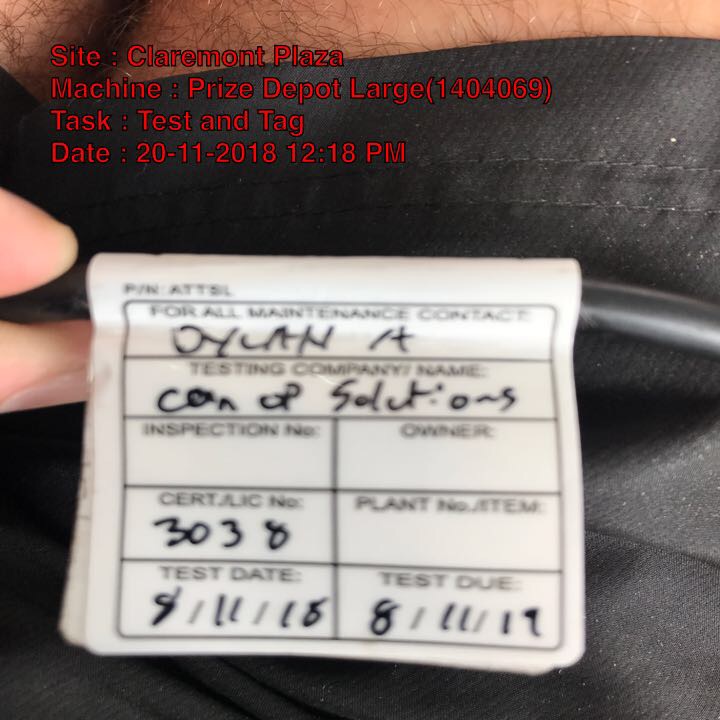 Site : Claremont Plaza
Machine : Prize Depot Large(1404069)
Task : Test and Tag
Date : 20-11-2018 12:18 PM
P/N: ATTSL
FOR ALL MAINTENANCE CONTACT:
DYLAN A
TESTING COMPANY/ NAME:
Coin op Solutions
INSPECTION No: OWNER:
CERT./LIC No: PLANT No./ITEM:
3038
TEST DATE: TEST DUE:
8/11/18 8/11/19